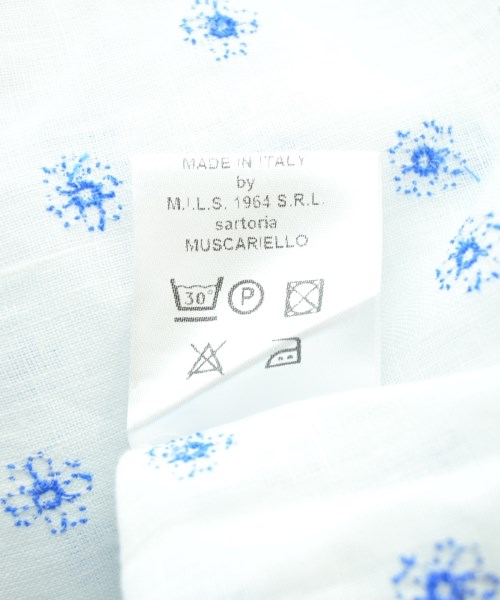 MADE IN ITALY
by
M.I.L.S. 1964 S.R.L.
sartoria
MUSCARIELLO
30°
P